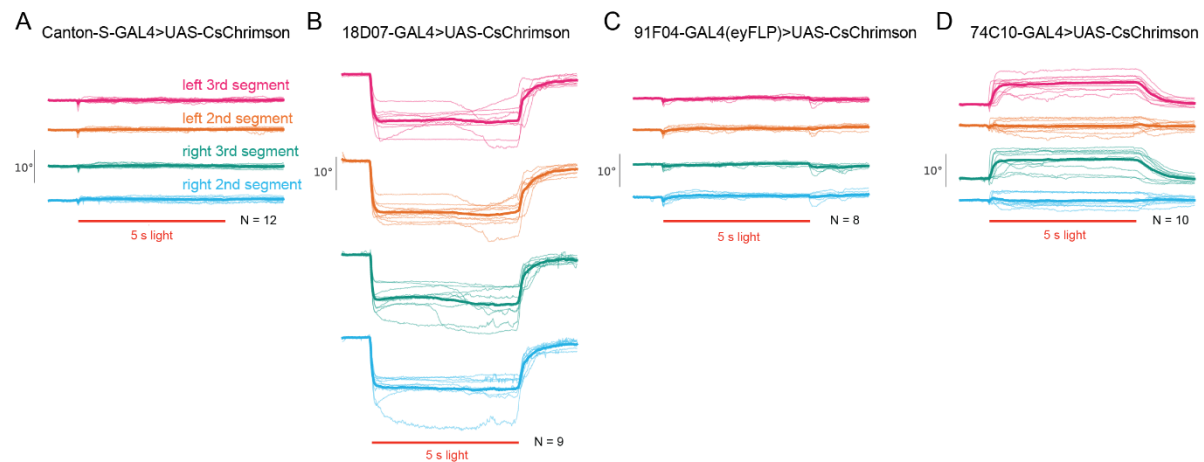 A
Canton-S-GAL4>UAS-CsChrimson
left 3rd segment
left 2nd segment
right 3rd segment
right 2nd segment
10°
5 s light
N = 12
B
18D07-GAL4>UAS-CsChrimson
10°
5 s light
N = 9
C
91F04-GAL4(eyFLP)>UAS-CsChrimson
10°
5 s light
N = 8
D
74C10-GAL4>UAS-CsChrimson
10°
5 s light
N = 10